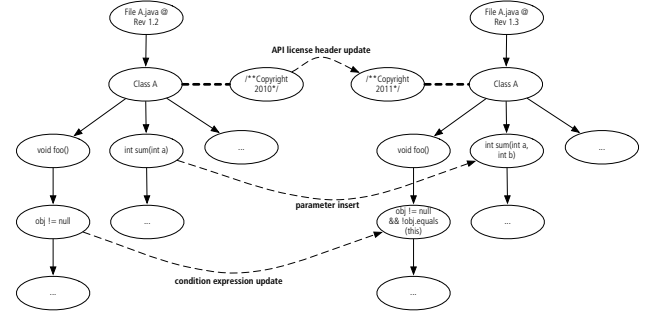 File A.java @
Rev 1.2
File A.java @
Rev 1.3
API license header update
Class A
/**Copyright
2010*/
/**Copyright
2011*/
Class A
void foo()
int sum(int a)
...
void foo()
int sum(int a,
int b)
...
parameter insert
obj != null
...
obj != null
&& !obj.equals
(this)
...
condition expression update
...
...